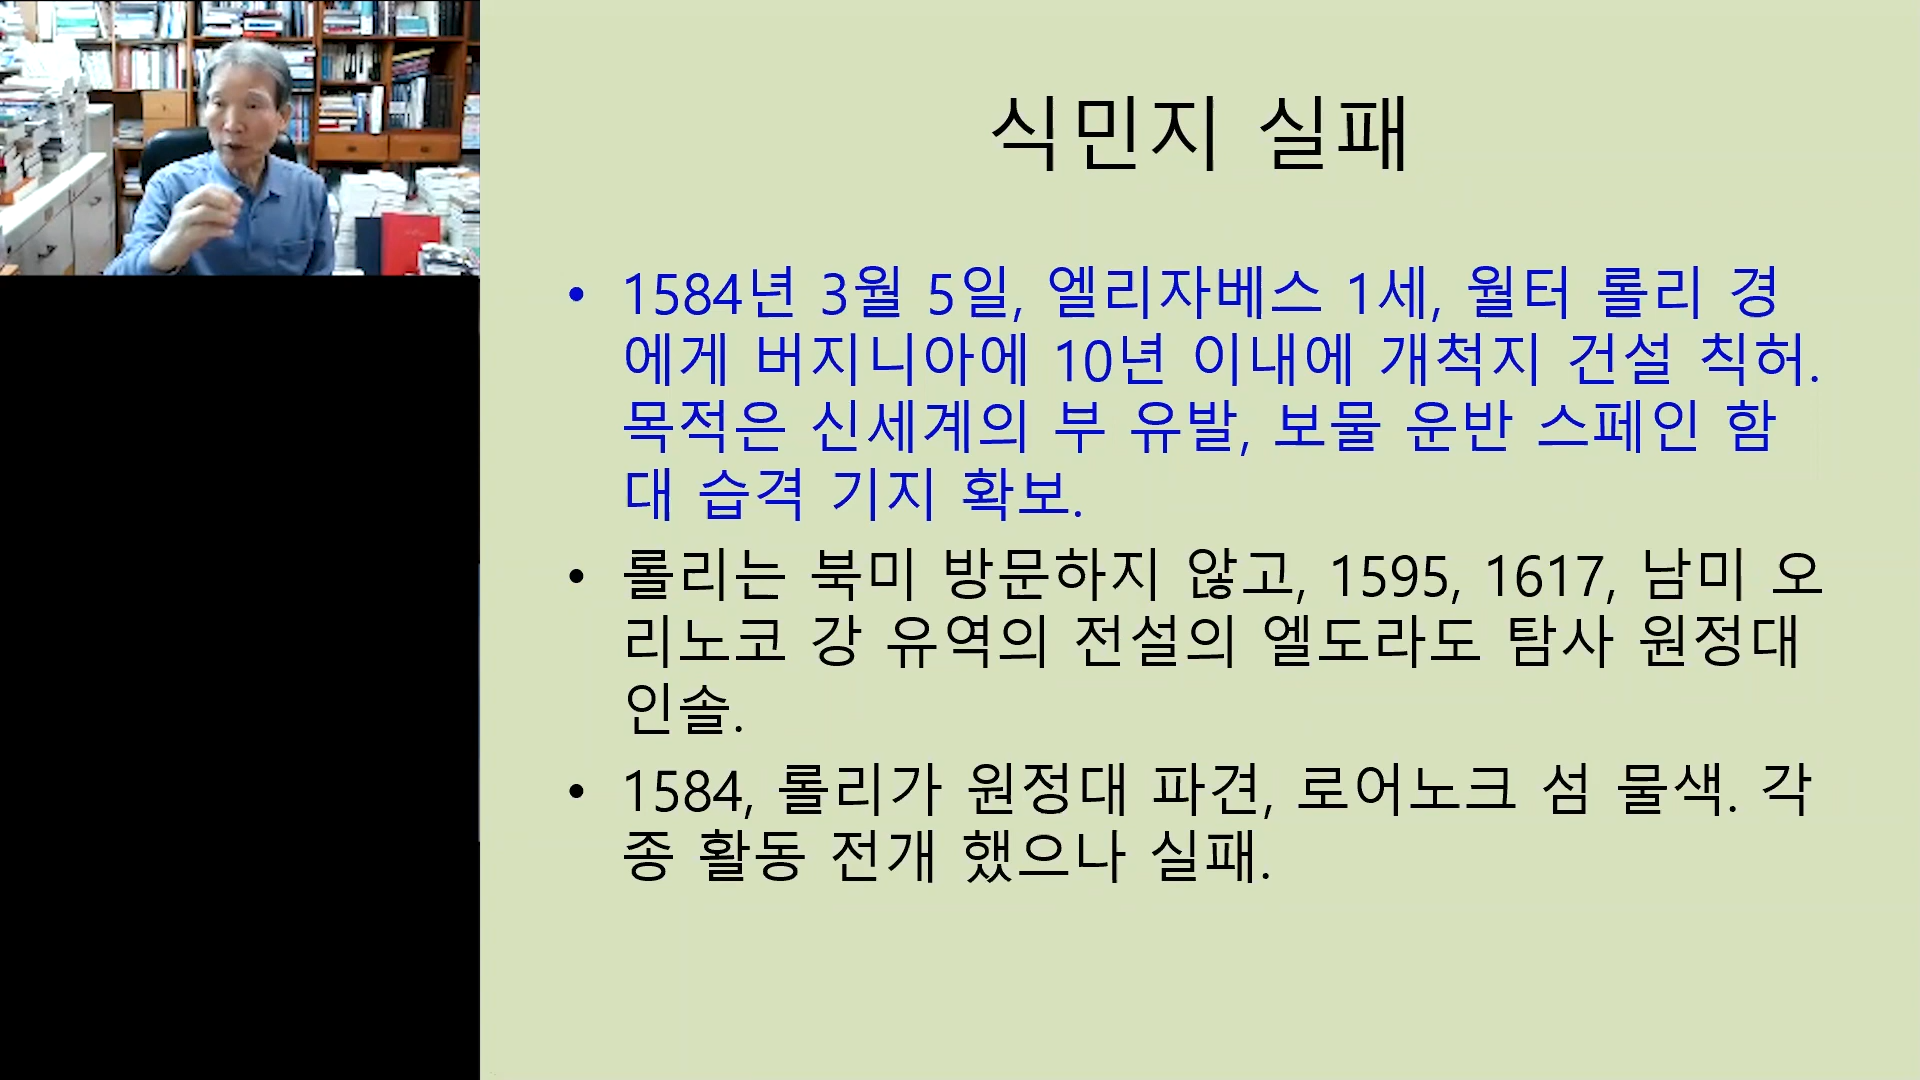 식민지 실패
• 1584년 3월 5일, 엘리자베스 1세, 월터 롤리 경
에게 버지니아에 10년 이내에 개척지 건설 칙허.
목적은 신세계의 부 유발, 보물 운반 스페인 함
대 습격 기지 확보.
• 롤리는 북미 방문하지 않고, 1595, 1617, 남미 오
리노코 강 유역의 전설의 엘도라도 탐사 원정대
인솔.
• 1584, 롤리가 원정대 파견, 로어노크 섬 물색. 각
종 활동 전개 했으나 실패.